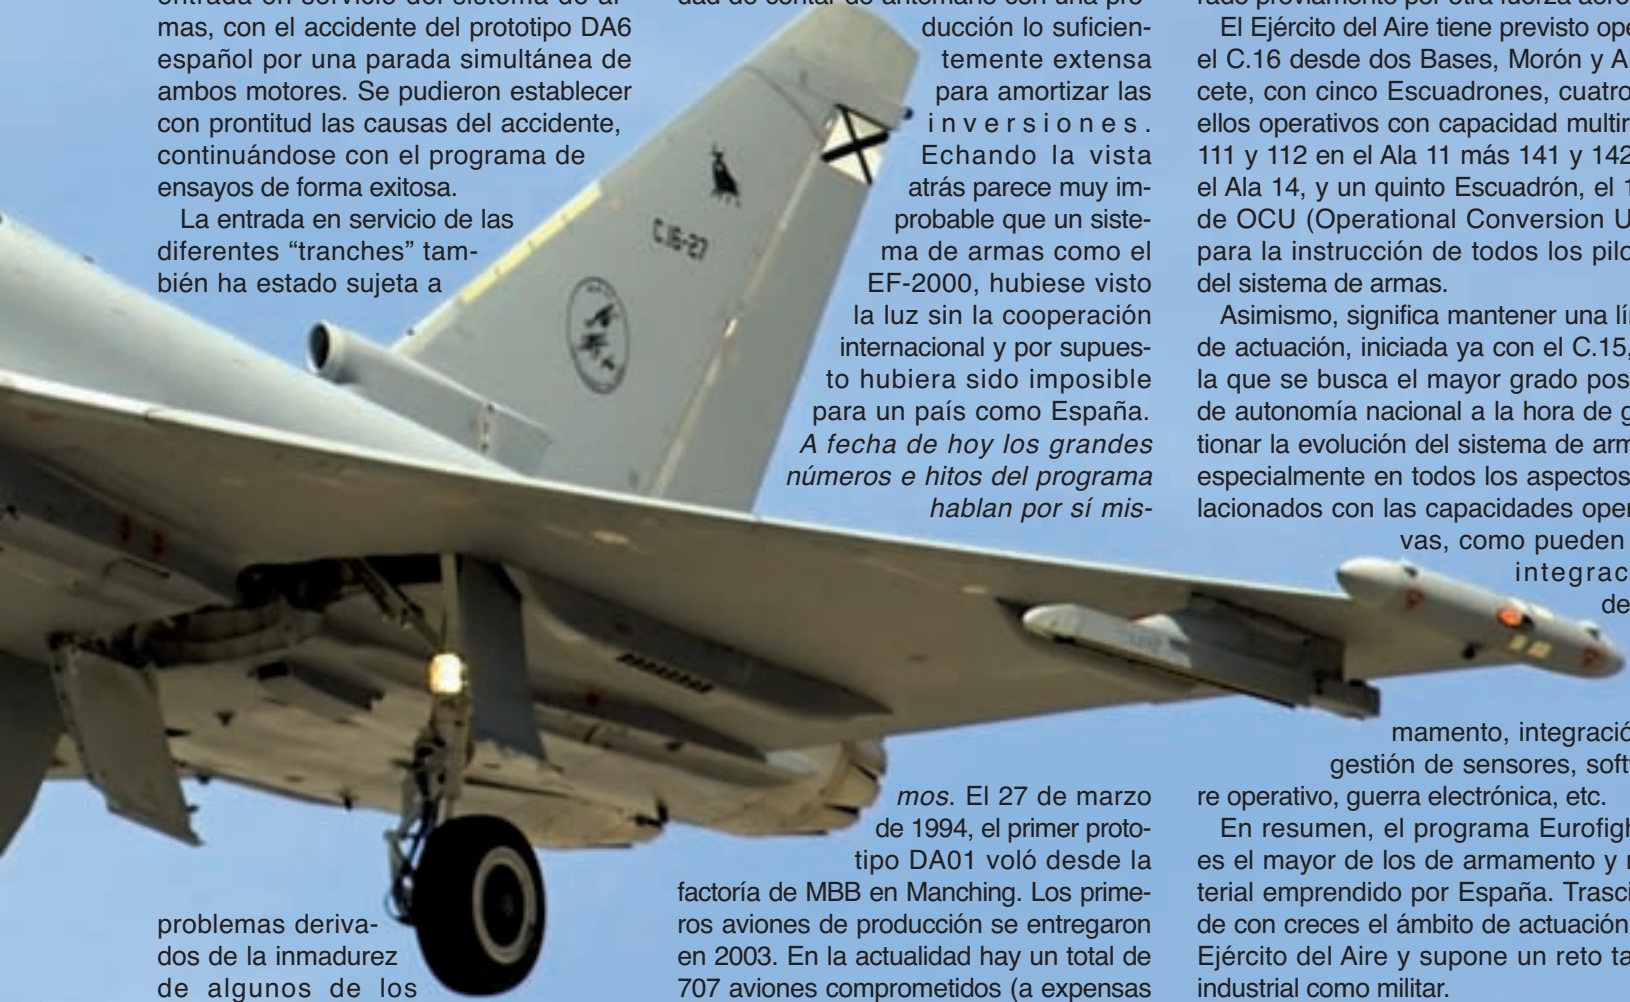 mas, con el accidente del prototipo DA6
español por una parada simultánea de
ambos motores. Se pudieron establecer
con prontitud las causas del accidente,
continuándose con el programa de
ensayos de forma exitosa.
La entrada en servicio de las
diferentes “tranches” tam-
bién ha estado sujeta a
problemas deriva-
dos de la inmadurez
de algunos de los
ducción lo suficien-
temente extensa
para amortizar las
inversiones.
Echando la vista
atrás parece muy im-
probable que un siste-
ma de armas como el
EF-2000, hubiese visto
la luz sin la cooperación
internacional y por supues-
to hubiera sido imposible
para un país como España.
A fecha de hoy los grandes
números e hitos del programa
hablan por sí mis-
mos. El 27 de marzo
de 1994, el primer proto-
tipo DA01 voló desde la
factoría de MBB en Manching. Los prime-
ros aviones de producción se entregaron
en 2003. En la actualidad hay un total de
707 aviones comprometidos (a expensas
El Ejército del Aire tiene previsto ope
el C.16 desde dos Bases, Morón y A
cete, con cinco Escuadrones, cuatro
ellos operativos con capacidad multir
111 y 112 en el Ala 11 más 141 y 142
el Ala 14, y un quinto Escuadrón, el 1
de OCU (Operational Conversion U
para la instrucción de todos los pilo
del sistema de armas.
Asimismo, significa mantener una lí
de actuación, iniciada ya con el C.15,
la que se busca el mayor grado pos
de autonomía nacional a la hora de g
tionar la evolución del sistema de arm
especialmente en todos los aspectos
lacionados con las capacidades oper
vas, como pueden
integrac
de
mamento, integració
gestión de sensores, soft
re operativo, guerra electrónica, etc.
En resumen, el programa Eurofigh
es el mayor de los de armamento y
terial emprendido por España. Trasci
de con creces el ámbito de actuación
Ejército del Aire y supone un reto ta
industrial como militar.
C.16-27